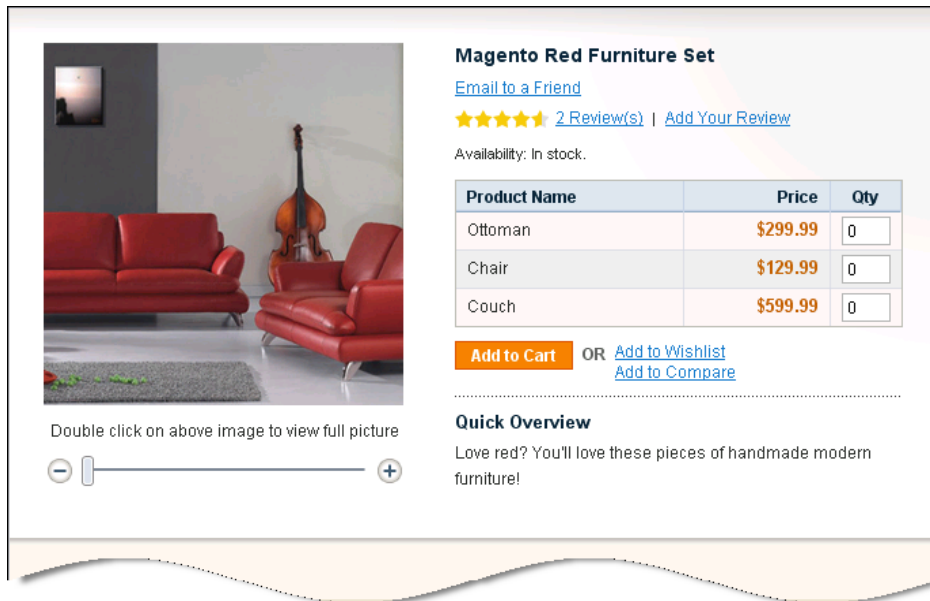 Magento Red Furniture Set
Email to a Friend
2 Review(s) | Add Your Review
Availability: In stock.
Product Name Price Qty
Ottoman $299.99 0
Chair $129.99 0
Couch $599.99 0
Add to Cart OR Add to Wishlist
Add to Compare
Double click on above image to view full picture
Quick Overview
Love red? You'll love these pieces of handmade modern
furniture!